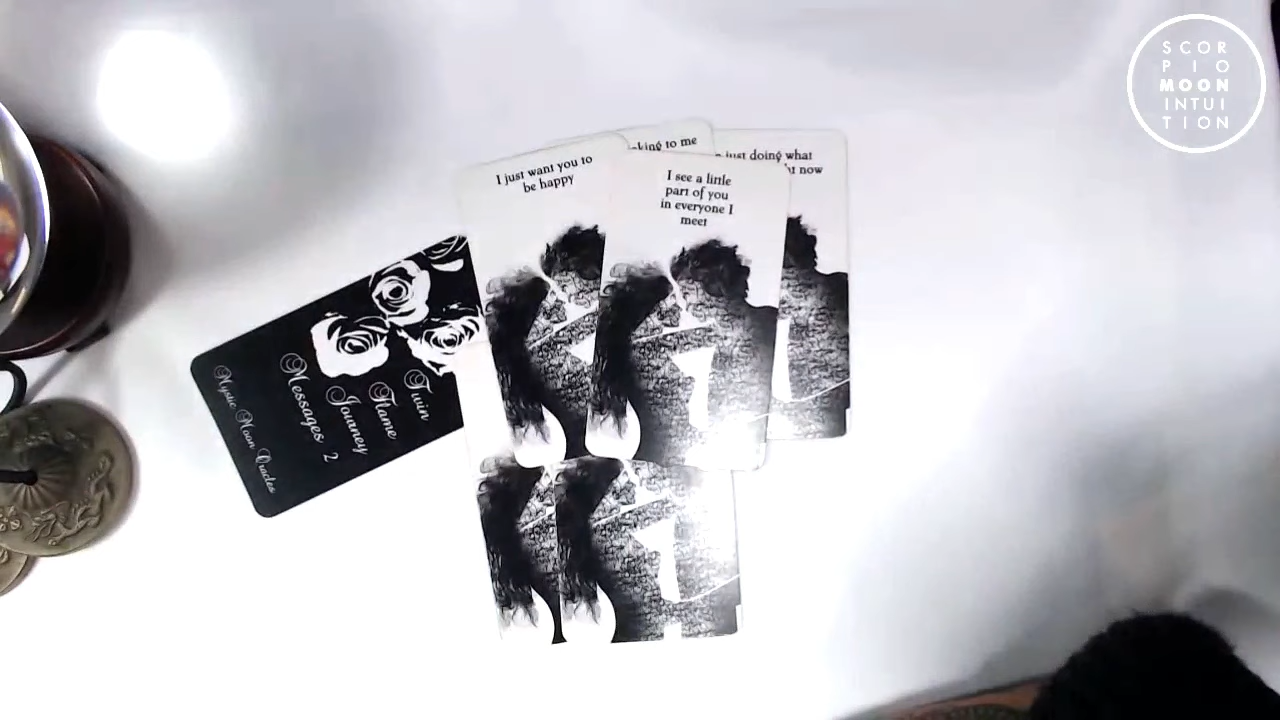 SCOR
PIO
MOON
INTUI
TION
I just want you to
be happy
to me
just doing what
now
I see a little
part of you
in everyone I
meet
Twin
Flame
Journey
Messages 2
Mystic Moon Oracles